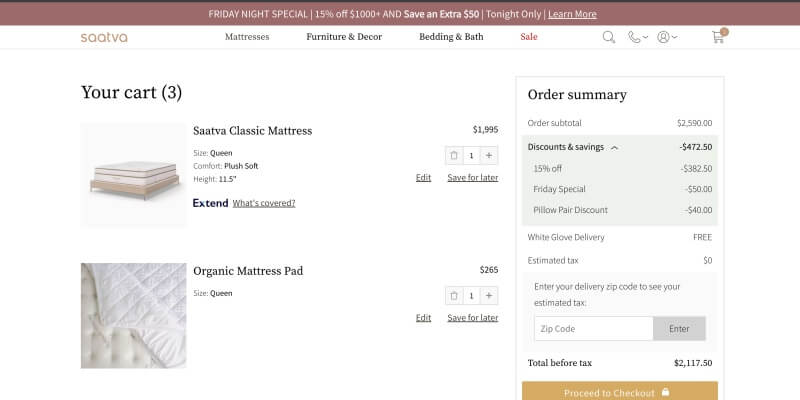 FRIDAY NIGHT SPECIAL | 15% off $1000+ AND Save an Extra $50 | Tonight Only | Learn More
saatva
Mattresses Furniture & Decor Bedding & Bath Sale
Your cart (3)
Saatva Classic Mattress $1,995
Size: Queen
Comfort: Plush Soft
Height: 11.5"
1
Edit Save for later
Extend What's covered?
Organic Mattress Pad $265
Size: Queen
1
Edit Save for later
Order summary
Order subtotal $2,590.00
Discounts & savings -$472.50
15% off -$382.50
Friday Special -$50.00
Pillow Pair Discount -$40.00
White Glove Delivery FREE
Estimated tax $0
Enter your delivery zip code to see your
estimated tax:
Zip Code Enter
Total before tax $2,117.50
Proceed to Checkout